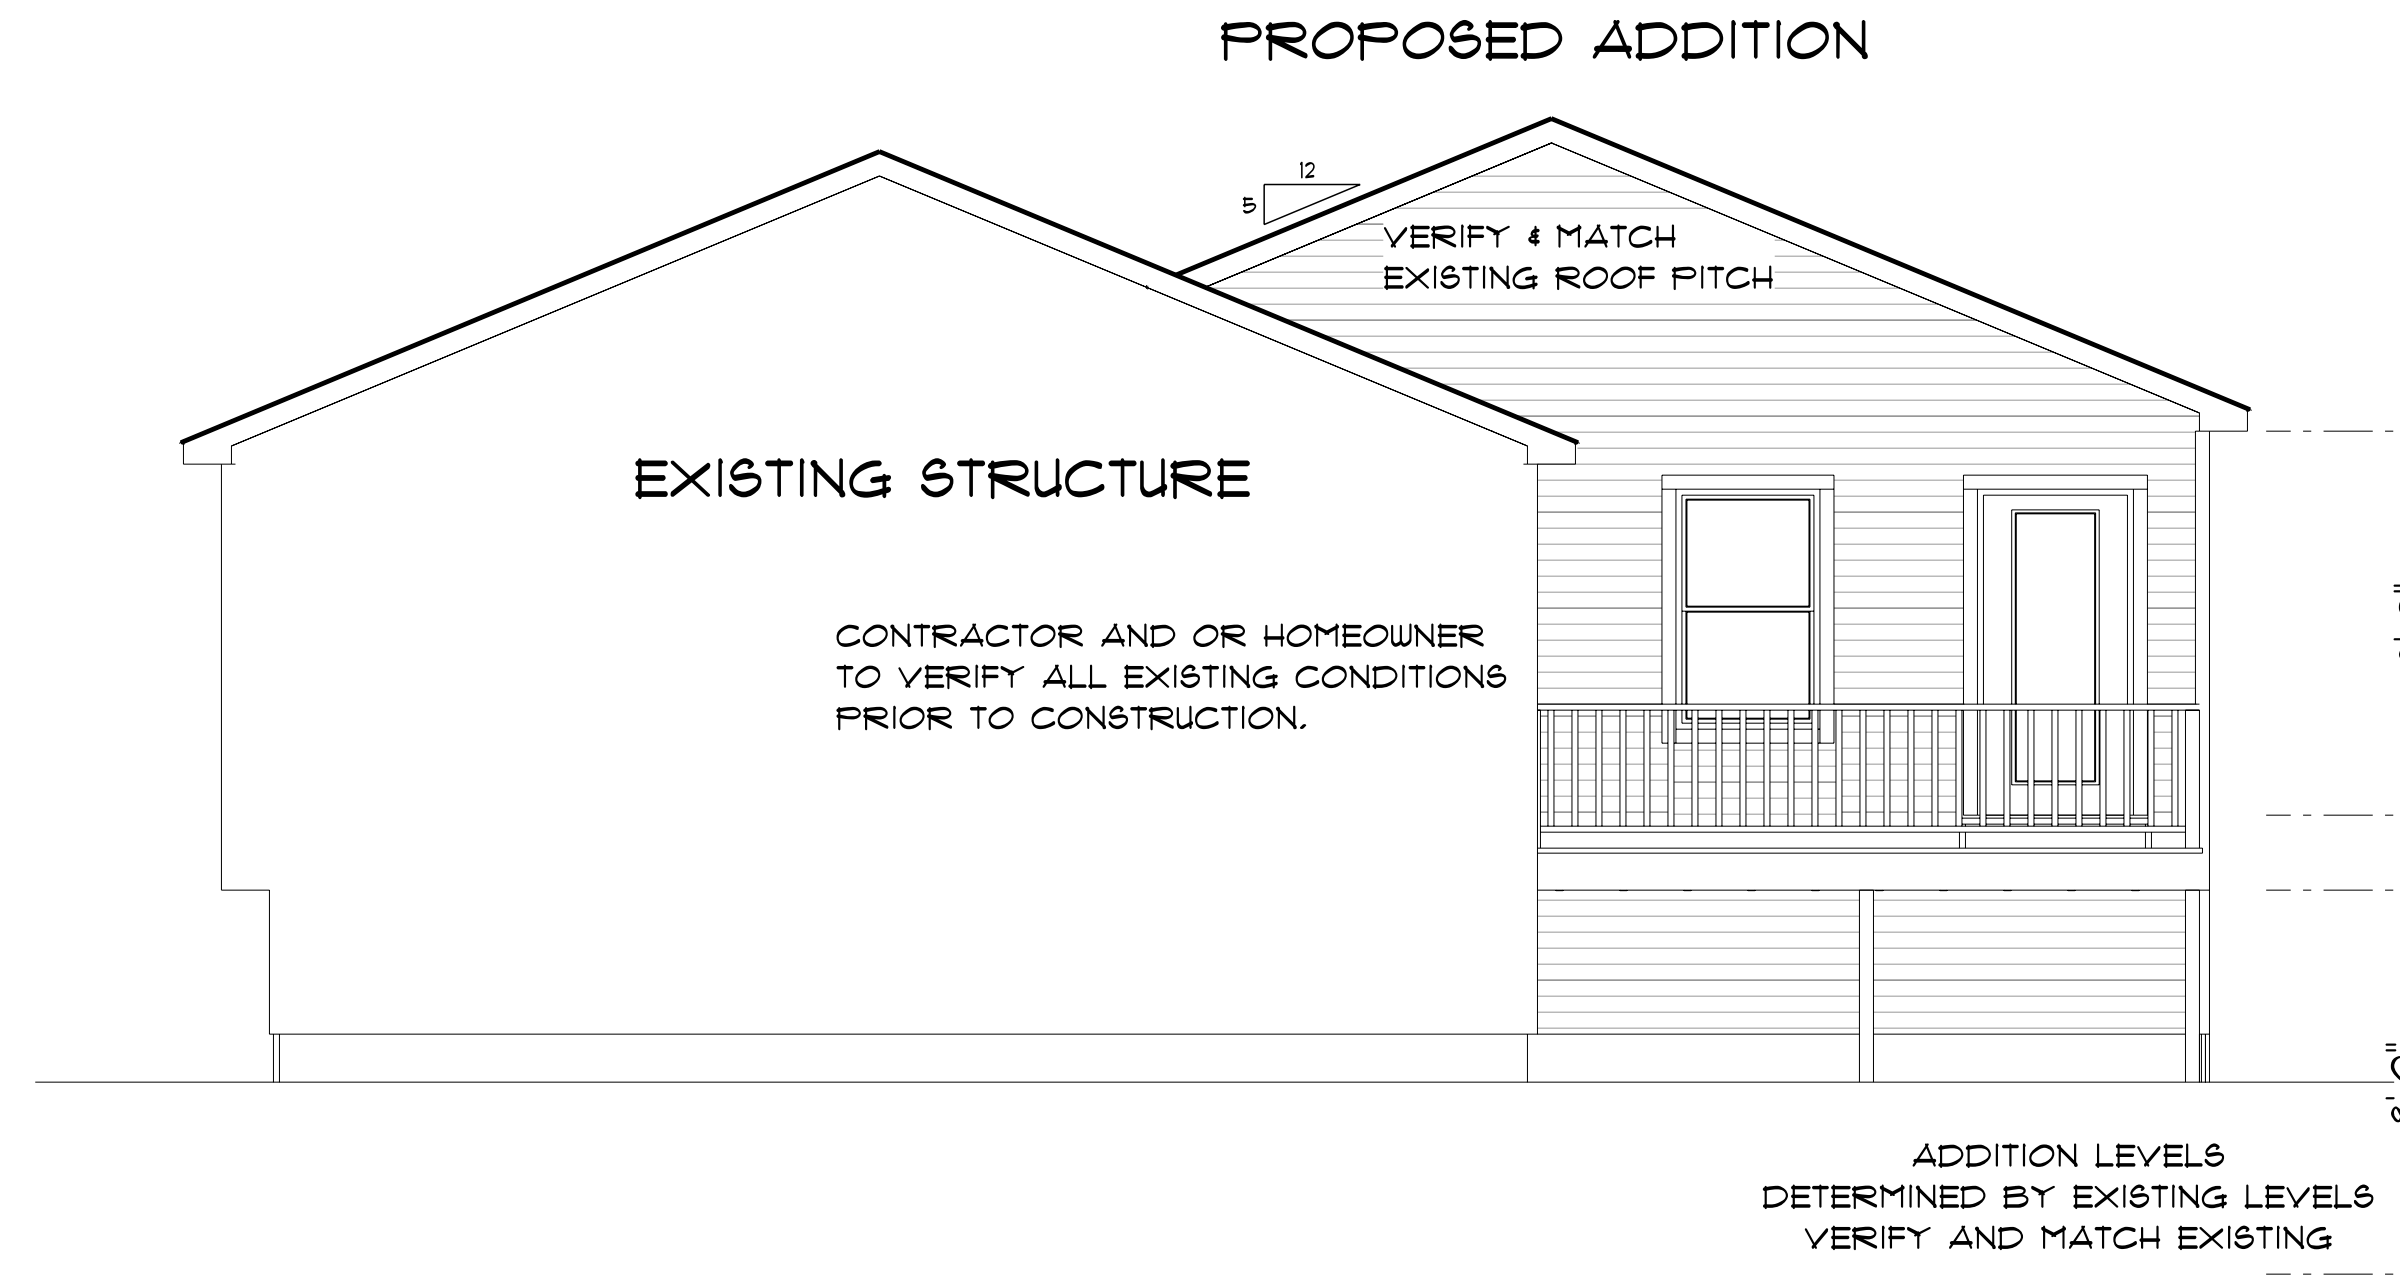 PROPOSED ADDITION
12
5
VERIFY & MATCH
EXISTING ROOF PITCH
EXISTING STRUCTURE
CONTRACTOR AND OR HOMEOWNER
TO VERIFY ALL EXISTING CONDITIONS
PRIOR TO CONSTRUCTION.
ADDITION LEVELS
DETERMINED BY EXISTING LEVELS
VERIFY AND MATCH EXISTING